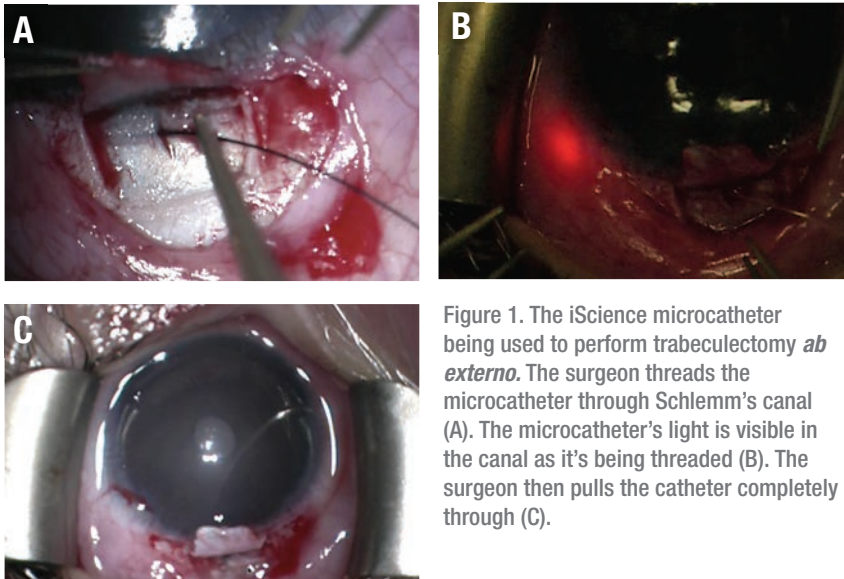 A
B
C
Figure 1. The iScience microcatheter
being used to perform trabeculectomy ab
externo. The surgeon threads the
microcatheter through Schlemm's canal
(A). The microcatheter's light is visible in
the canal as it's being threaded (B). The
surgeon then pulls the catheter completely
through (C).